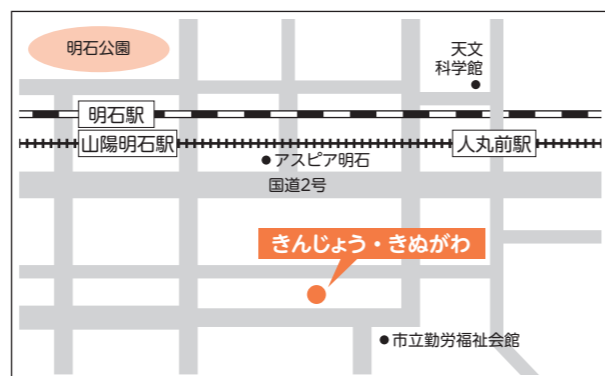 明石公園
天文
科学館
明石駅
山陽明石駅
人丸前駅
アスピア明石
国道2号
きんじょう・きぬがわ
市立勤労福祉会館